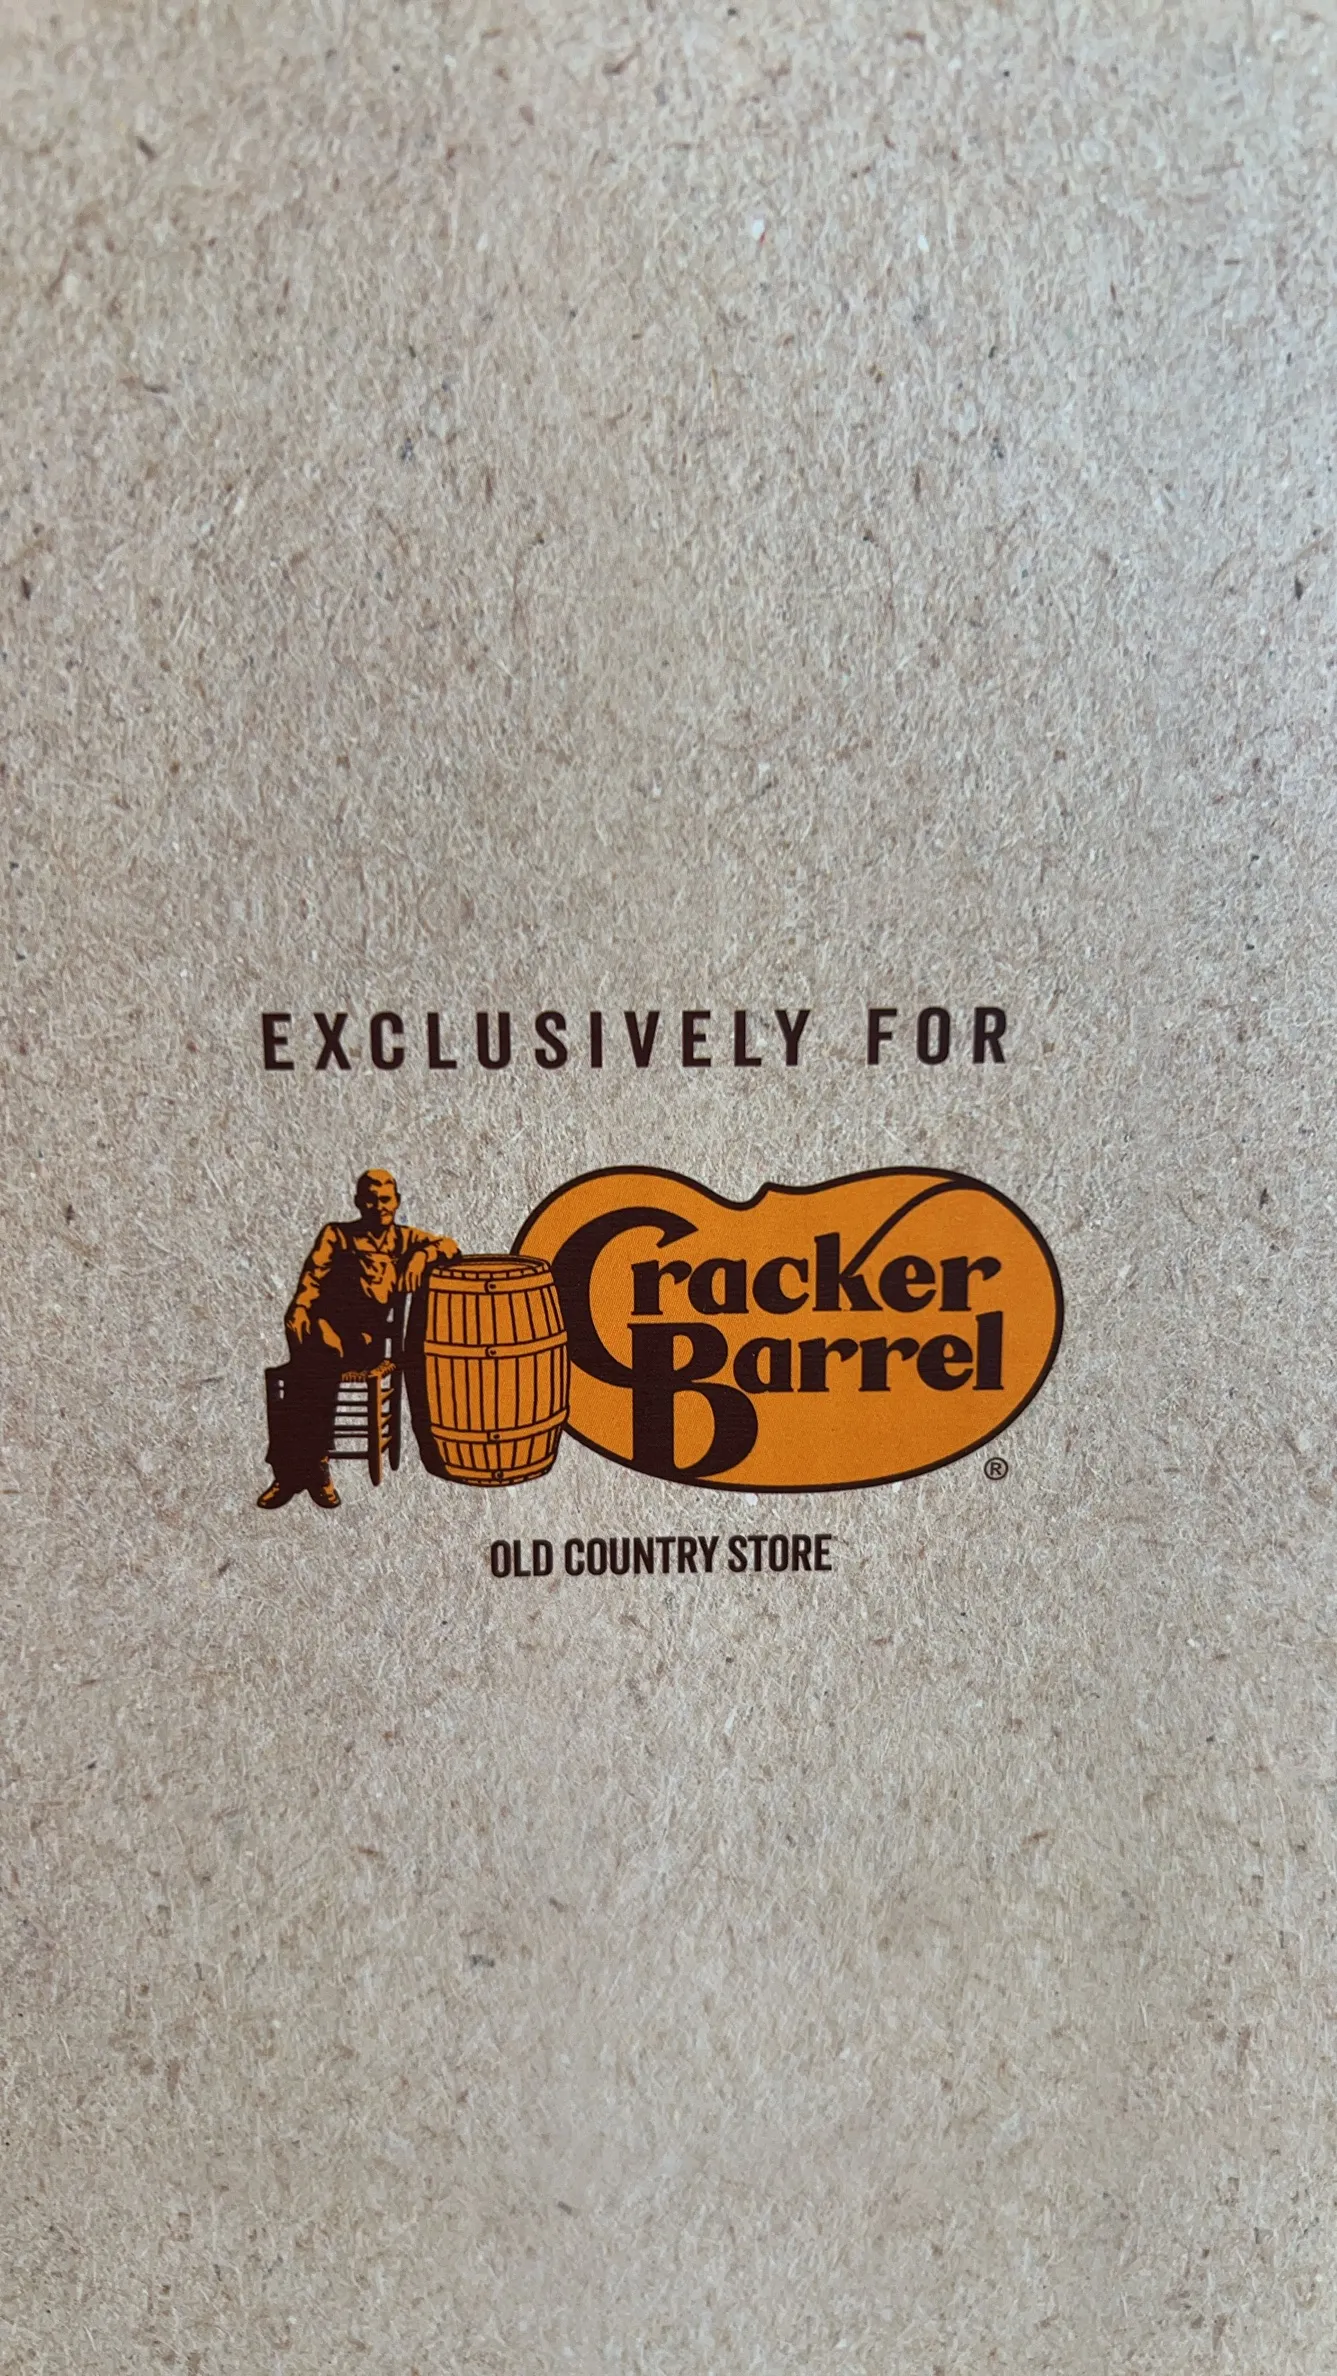 EXCLUSIVELY FOR
Cracker
Barrel
®
OLD COUNTRY STORE